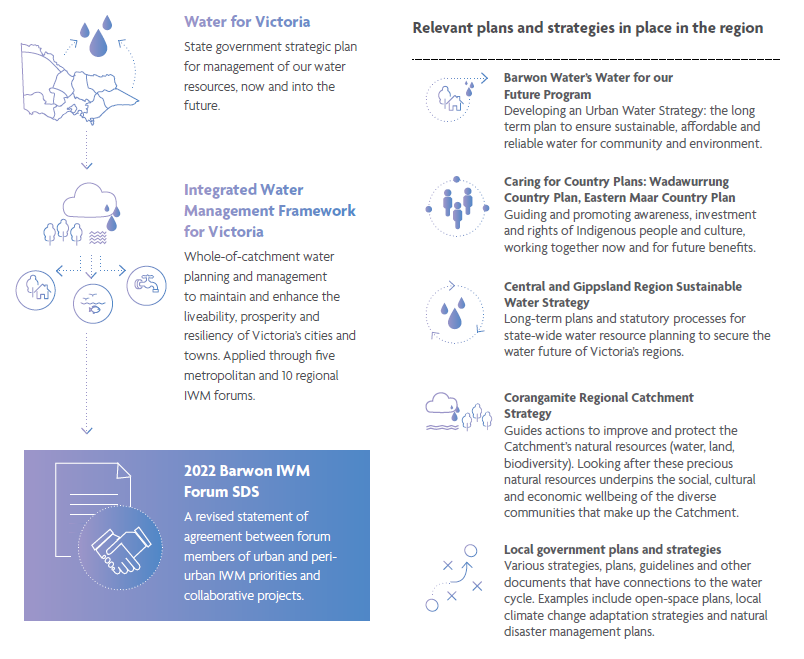 Water for Victoria
State government strategic plan
for management of our water
resources, now and into the
future.
Integrated Water
Management Framework
for Victoria
Whole-of-catchment water
planning and management
to maintain and enhance the
liveability, prosperity and
resiliency of Victoria's cities and
towns. Applied through five
metropolitan and 10 regional
IWM forums.
2022 Barwon IWM
Forum SDS
A revised statement of
agreement between forum
members of urban and peri-
urban IWM priorities and
collaborative projects.
Relevant plans and strategies in place in the region
Barwon Water's Water for our
Future Program
Developing an Urban Water Strategy: the long
term plan to ensure sustainable, affordable and
reliable water for community and environment.
Caring for Country Plans: Wadawurrung
Country Plan, Eastern Maar Country Plan
Guiding and promoting awareness, investment
and rights of Indigenous people and culture,
working together now and for future benefits.
Central and Gippsland Region Sustainable
Water Strategy
Long-term plans and statutory processes for
state-wide water resource planning to secure the
water future of Victoria's regions.
Corangamite Regional Catchment
Strategy
Guides actions to improve and protect the
Catchment's natural resources (water, land,
biodiversity). Looking after these precious
natural resources underpins the social, cultural
and economic wellbeing of the diverse
communities that make up the Catchment.
Local government plans and strategies
Various strategies, plans, guidelines and other
documents that have connections to the water
cycle. Examples include open-space plans, local
climate change adaptation strategies and natural
disaster management plans.